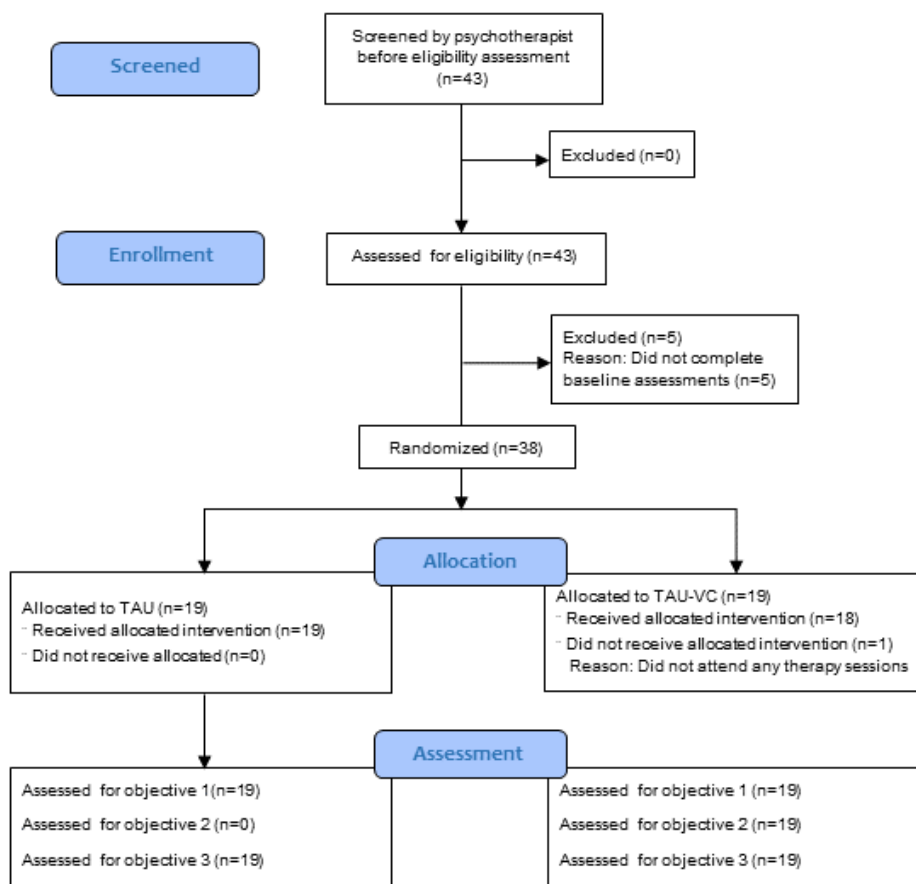 Screened
Screened by psychotherapist
before eligibility assessment
(n=43)
Excluded (n=0)
Enrollment
Assessed for eligibility (n=43)
Excluded (n=5)
Reason: Did not complete
baseline assessments (n=5)
Randomized (n=38)
Allocation
Allocated to TAU (n=19)
- Received allocated intervention (n=19)
- Did not receive allocated (n=0)
Allocated to TAU-VC (n=19)
- Received allocated intervention (n=18)
- Did not receive allocated intervention (n=1)
Reason: Did not attend any therapy sessions
Assessment
Assessed for objective 1(n=19)
Assessed for objective 2 (n=0)
Assessed for objective 3 (n=19)
Assessed for objective 1 (n=19)
Assessed for objective 2 (n=19)
Assessed for objective 3 (n=19)